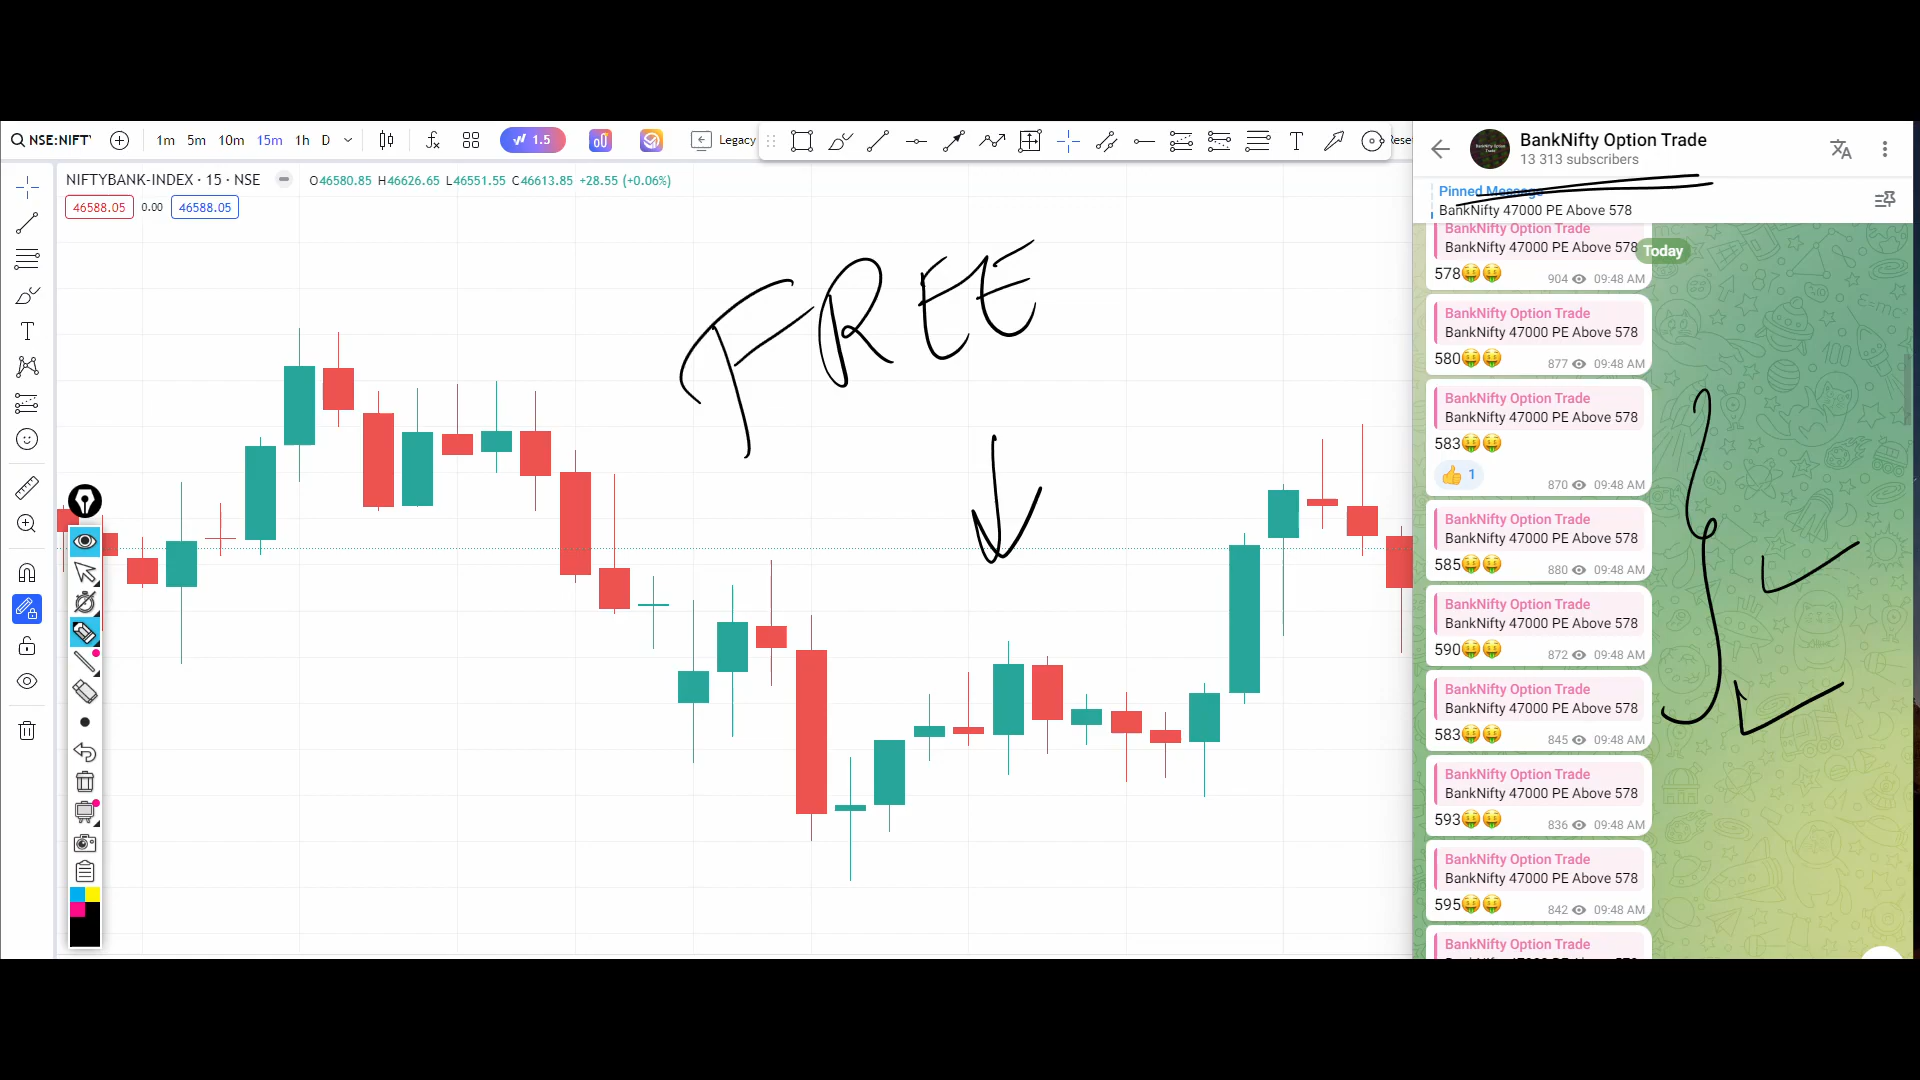 NSE:NIFTY 1m 5m 10m 15m 1h D 1.5 Legacy
NIFTYBANK-INDEX · 15 · NSE O46580.85 H46626.65 L46551.55 C46613.85 +28.55 (+0.06%)
46588.05 0.00 46588.05
FREE
BankNifty Option Trade
13 313 subscribers
Pinned Message
BankNifty 47000 PE Above 578
Today
BankNifty Option Trade
BankNifty 47000 PE Above 578
578🤑🤑 904 09:48 AM
BankNifty Option Trade
BankNifty 47000 PE Above 578
580🤑🤑 877 09:48 AM
BankNifty Option Trade
BankNifty 47000 PE Above 578
583🤑🤑
👍 1 870 09:48 AM
BankNifty Option Trade
BankNifty 47000 PE Above 578
585🤑🤑 880 09:48 AM
BankNifty Option Trade
BankNifty 47000 PE Above 578
590🤑🤑 872 09:48 AM
BankNifty Option Trade
BankNifty 47000 PE Above 578
583🤑🤑 845 09:48 AM
BankNifty Option Trade
BankNifty 47000 PE Above 578
593🤑🤑 836 09:48 AM
BankNifty Option Trade
BankNifty 47000 PE Above 578
595🤑🤑 842 09:48 AM
BankNifty Option Trade